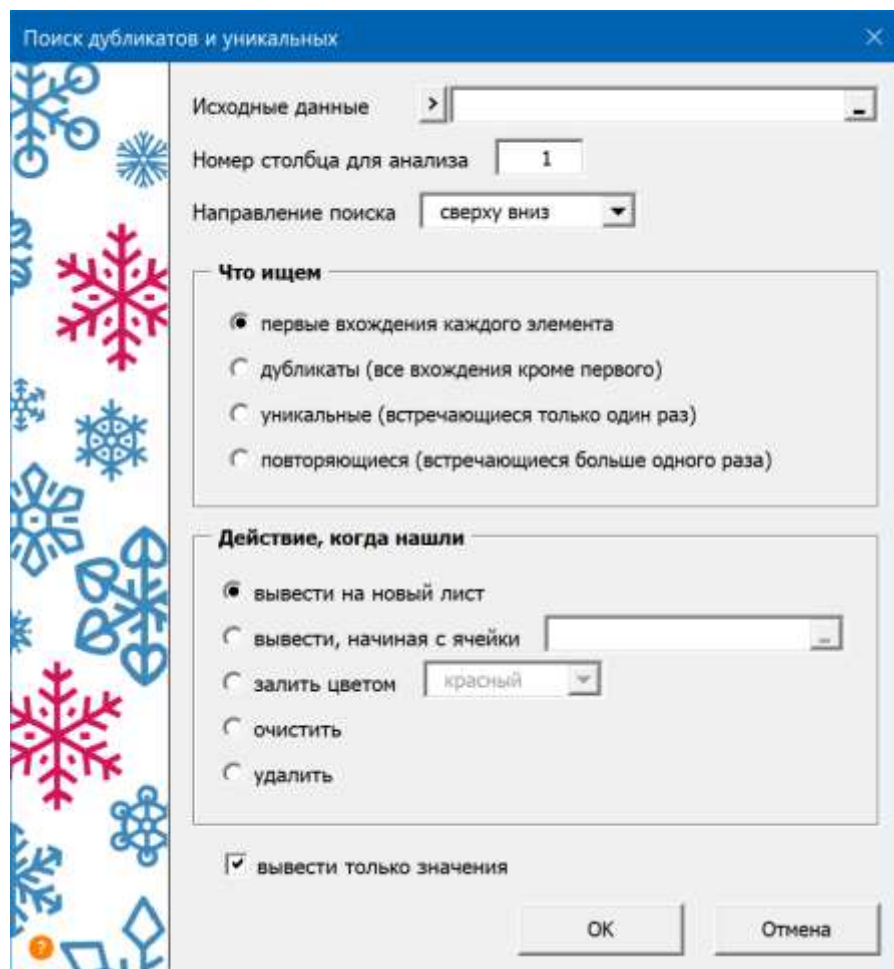 Поиск дубликатов и уникальных
Исходные данные >
Номер столбца для анализа 1
Направление поиска сверху вниз
Что ищем
первые вхождения каждого элемента
дубликаты (все вхождения кроме первого)
уникальные (встречающиеся только один раз)
повторяющиеся (встречающиеся больше одного раза)
Действие, когда нашли
вывести на новый лист
вывести, начиная с ячейки
залить цветом красный
очистить
удалить
вывести только значения
?
ОК Отмена